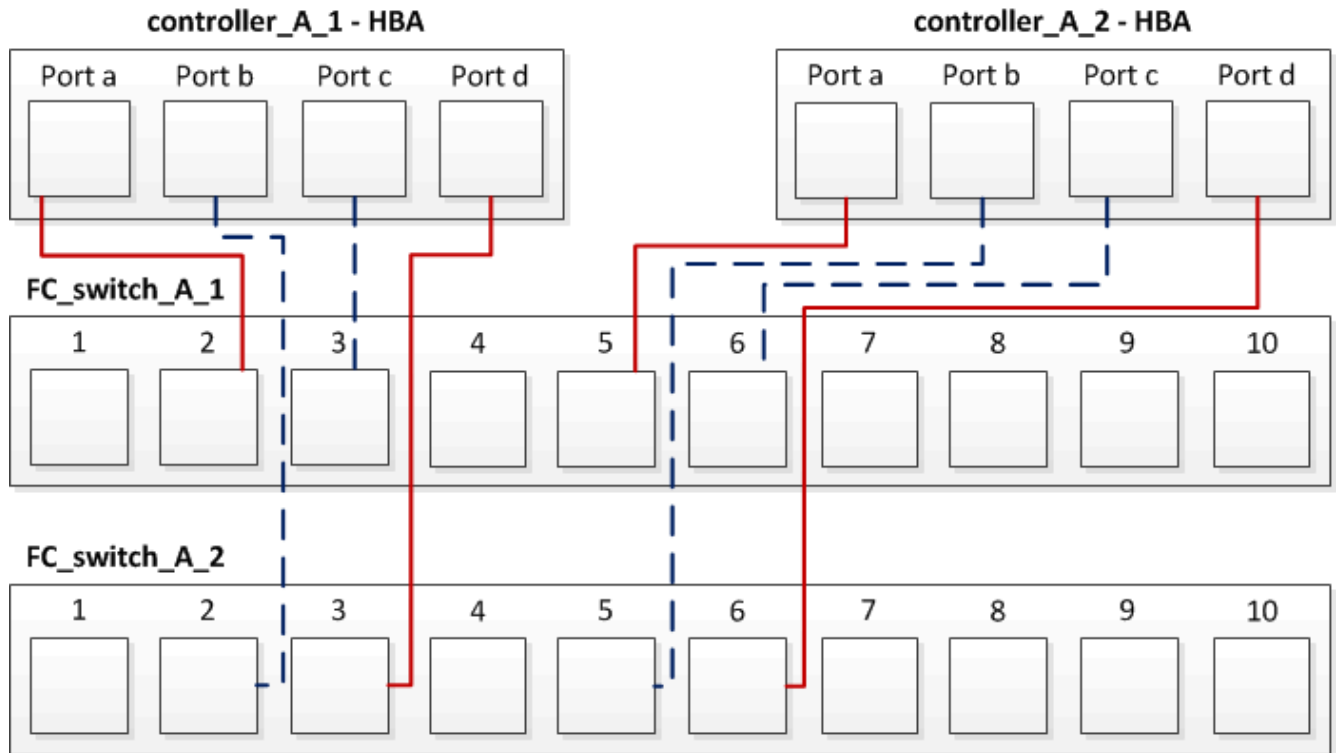 controller_A_1 - HBA
controller_A_2 - HBA
Port a Port b Port c Port d
Port a Port b Port c Port d
FC_switch_A_1
1 2 3 4 5 6 7 8 9 10
FC_switch_A_2
1 2 3 4 5 6 7 8 9 10